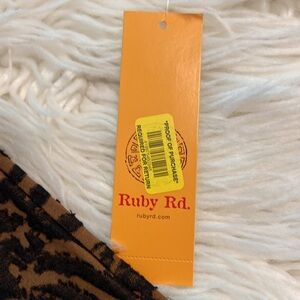 "PROOF OF PURCHASE"
REQUIRED FOR RETURN
Ruby Rd.
rubyrd.com